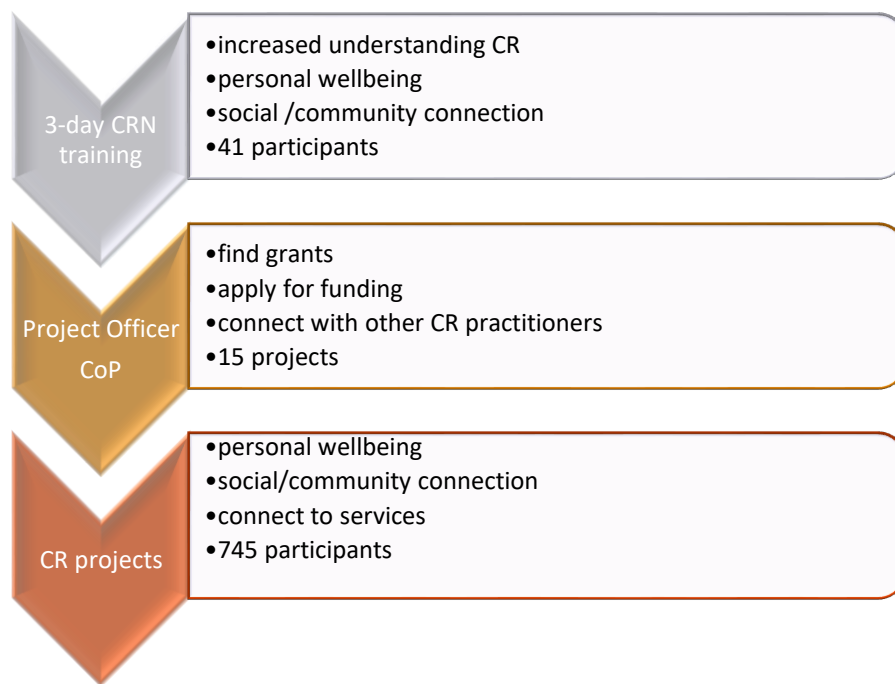 3-day CRN
training
•increased understanding CR
•personal wellbeing
•social /community connection
•41 participants
Project Officer
CoP
•find grants
•apply for funding
•connect with other CR practitioners
•15 projects
CR projects
•personal wellbeing
•social/community connection
•connect to services
•745 participants